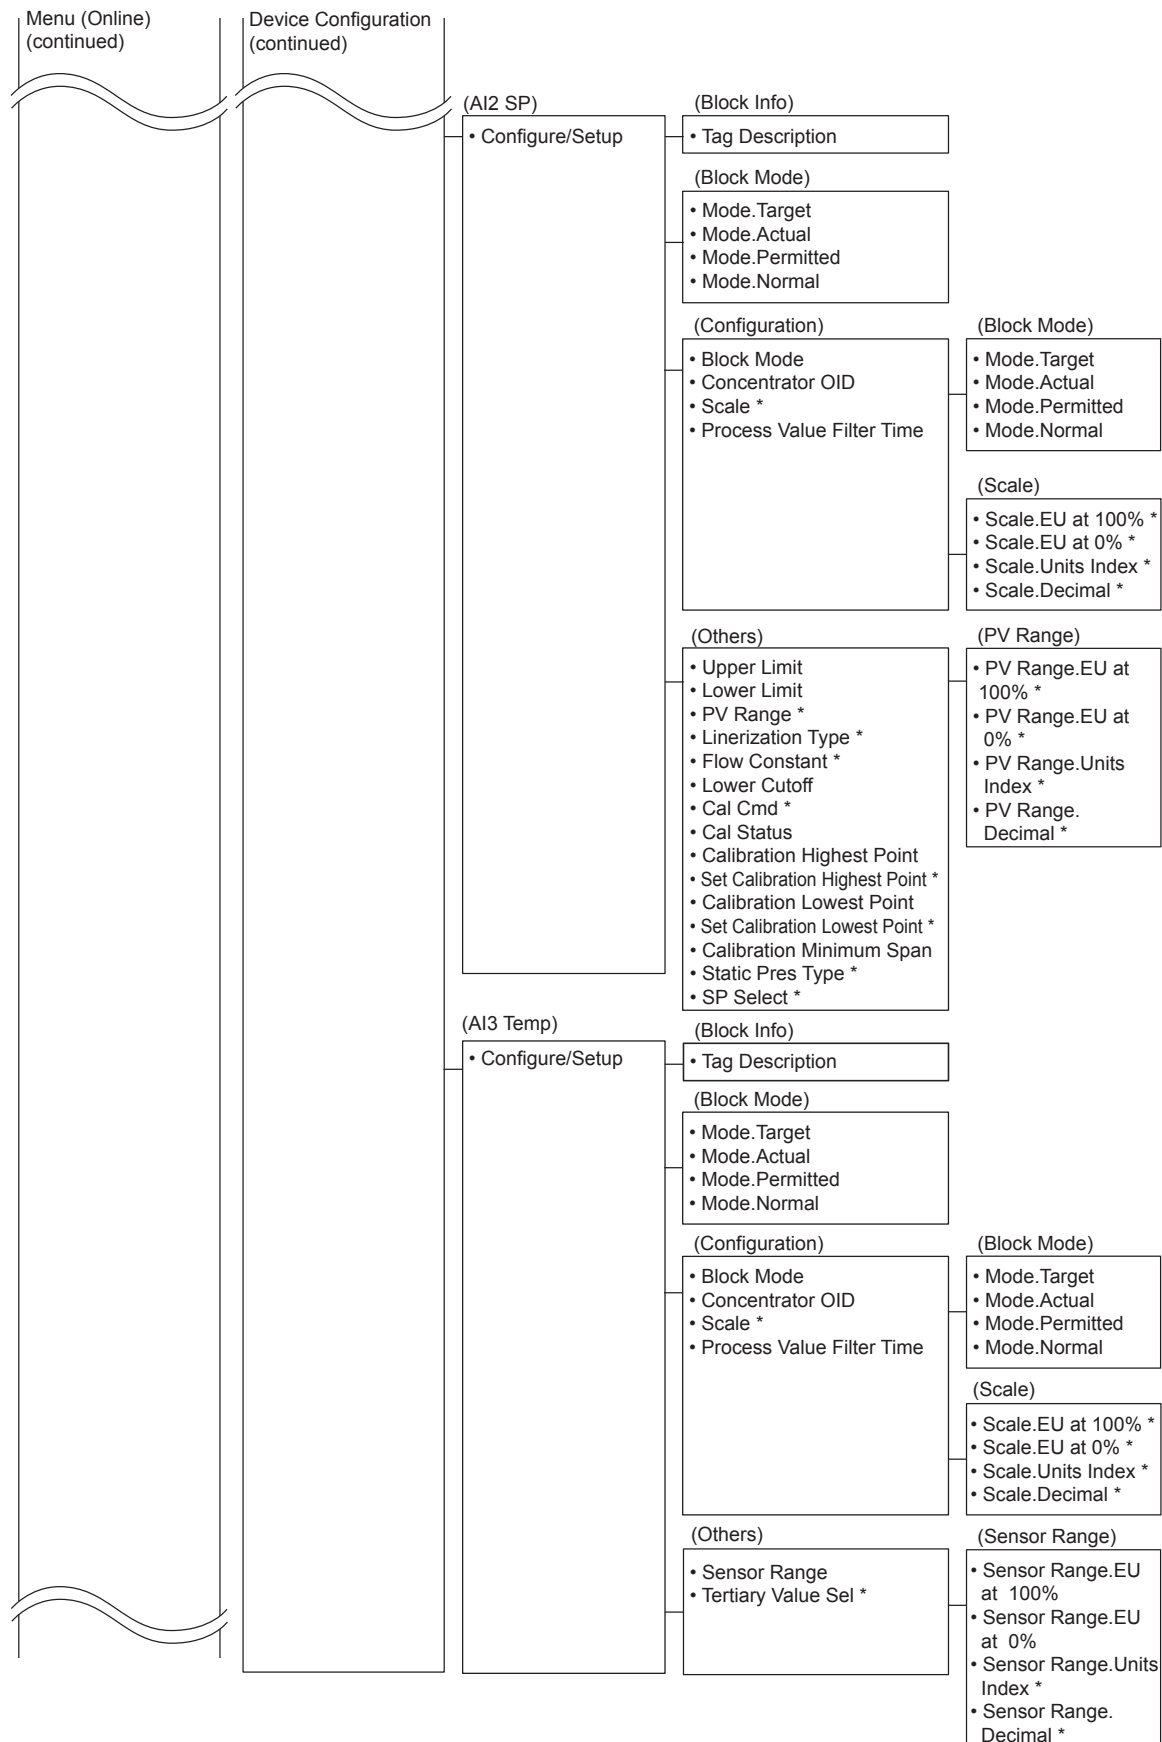 Menu (Online)
(continued)
Device Configuration
(continued)
(AI2 SP)
• Configure/Setup
(Block Info)
• Tag Description
(Block Mode)
• Mode.Target
• Mode.Actual
• Mode.Permitted
• Mode.Normal
(Configuration)
• Block Mode
• Concentrator OID
• Scale *
• Process Value Filter Time
(Block Mode)
• Mode.Target
• Mode.Actual
• Mode.Permitted
• Mode.Normal
(Scale)
• Scale.EU at 100% *
• Scale.EU at 0% *
• Scale.Units Index *
• Scale.Decimal *
(Others)
• Upper Limit
• Lower Limit
• PV Range *
• Linerization Type *
• Flow Constant *
• Lower Cutoff
• Cal Cmd *
• Cal Status
• Calibration Highest Point
• Set Calibration Highest Point *
• Calibration Lowest Point
• Set Calibration Lowest Point *
• Calibration Minimum Span
• Static Pres Type *
• SP Select *
(PV Range)
• PV Range.EU at
100% *
• PV Range.EU at
0% *
• PV Range.Units
Index *
• PV Range.
Decimal *
(AI3 Temp)
• Configure/Setup
(Block Info)
• Tag Description
(Block Mode)
• Mode.Target
• Mode.Actual
• Mode.Permitted
• Mode.Normal
(Configuration)
• Block Mode
• Concentrator OID
• Scale *
• Process Value Filter Time
(Block Mode)
• Mode.Target
• Mode.Actual
• Mode.Permitted
• Mode.Normal
(Scale)
• Scale.EU at 100% *
• Scale.EU at 0% *
• Scale.Units Index *
• Scale.Decimal *
(Others)
• Sensor Range
• Tertiary Value Sel *
(Sensor Range)
• Sensor Range.EU
at 100%
• Sensor Range.EU
at 0%
• Sensor Range.Units
Index *
• Sensor Range.
Decimal *